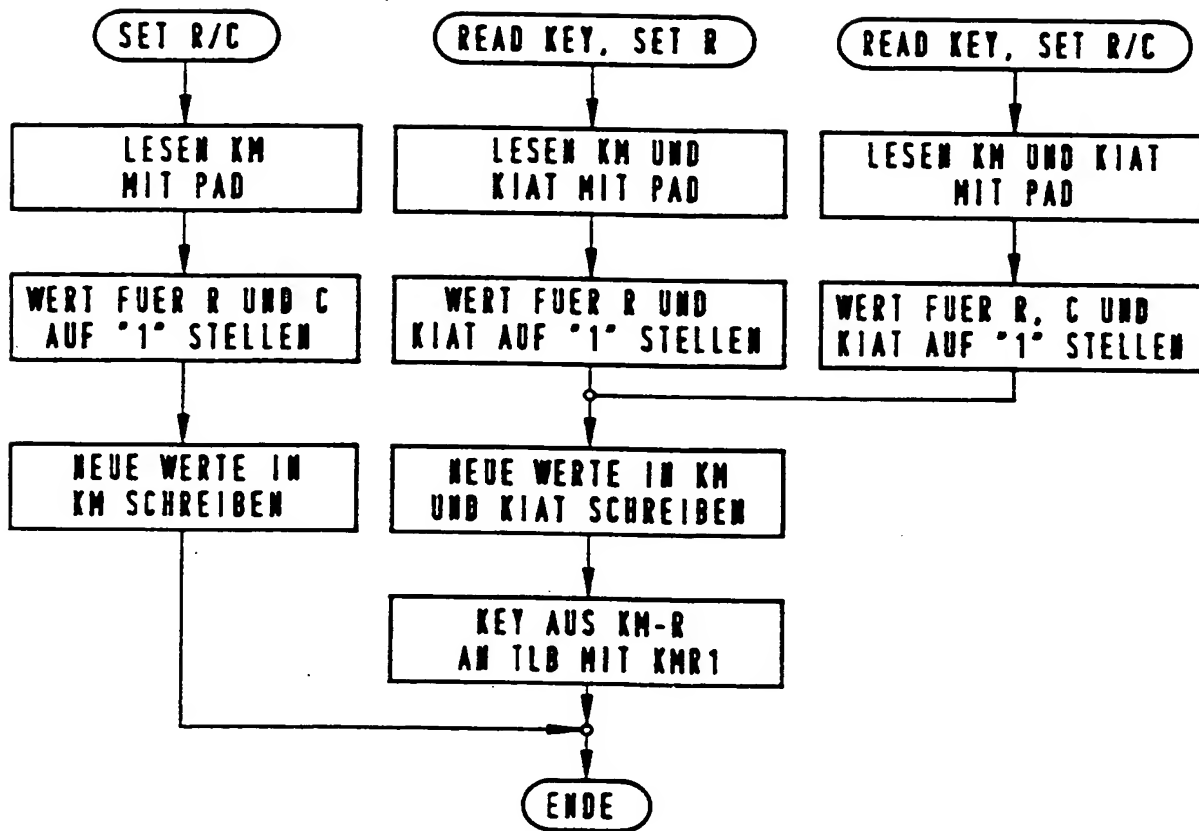 SET R/C
LESEN KM
MIT PAD
WERT FUER R UND C
AUF "1" STELLEN
NEUE WERTE IN
KM SCHREIBEN
READ KEY, SET R
LESEN KM UND
KIAT MIT PAD
WERT FUER R UND
KIAT AUF "1" STELLEN
NEUE WERTE IN KM
UND KIAT SCHREIBEN
KEY AUS KM-R
AN TLB MIT KMR1
READ KEY, SET R/C
LESEN KM UND KIAT
MIT PAD
WERT FUER R, C UND
KIAT AUF "1" STELLEN
ENDE